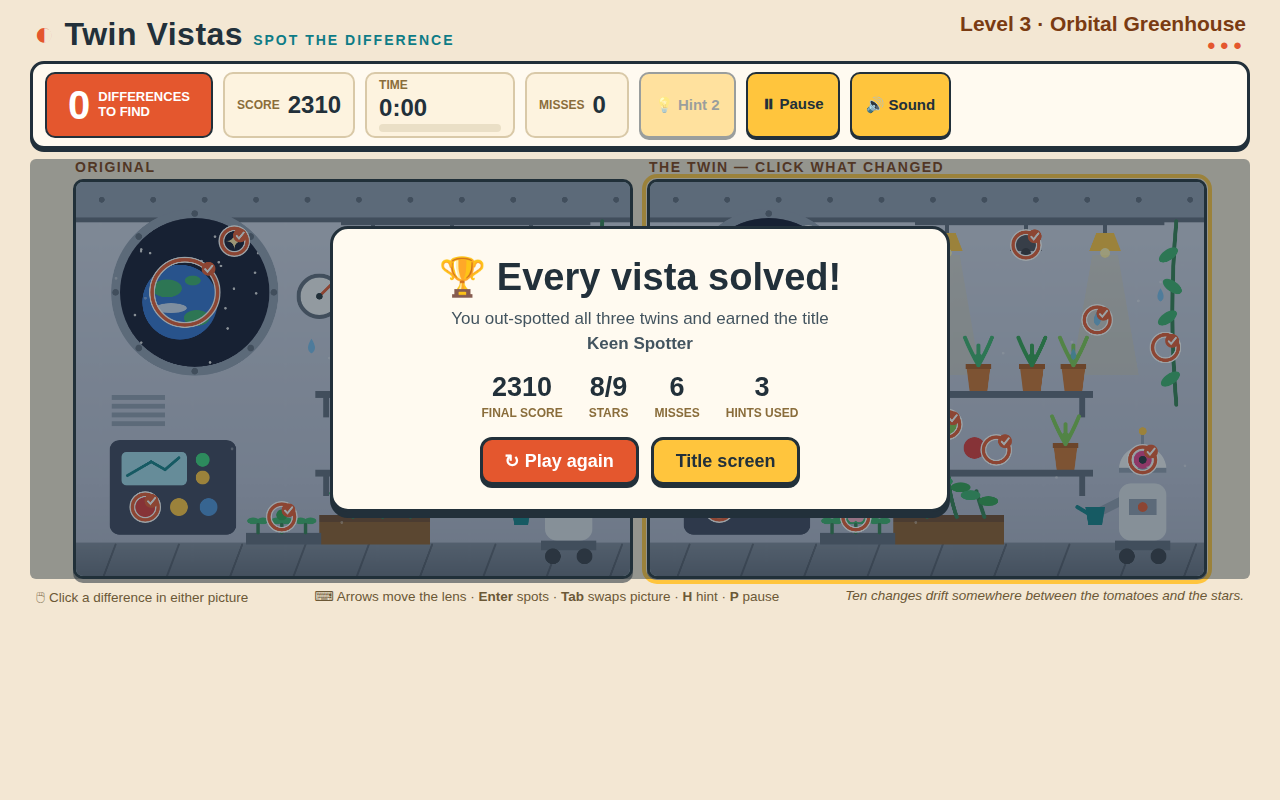 Twin Vistas SPOT THE DIFFERENCE
Level 3 · Orbital Greenhouse
0 DIFFERENCES TO FIND
SCORE 2310
TIME
0:00
MISSES 0
Hint 2
Pause
Sound
ORIGINAL
THE TWIN — CLICK WHAT CHANGED
🏆 Every vista solved!
You out-spotted all three twins and earned the title
Keen Spotter
2310 8/9 6 3
FINAL SCORE STARS MISSES HINTS USED
↻ Play again
Title screen
Click a difference in either picture
Arrows move the lens · Enter spots · Tab swaps picture · H hint · P pause
Ten changes drift somewhere between the tomatoes and the stars.